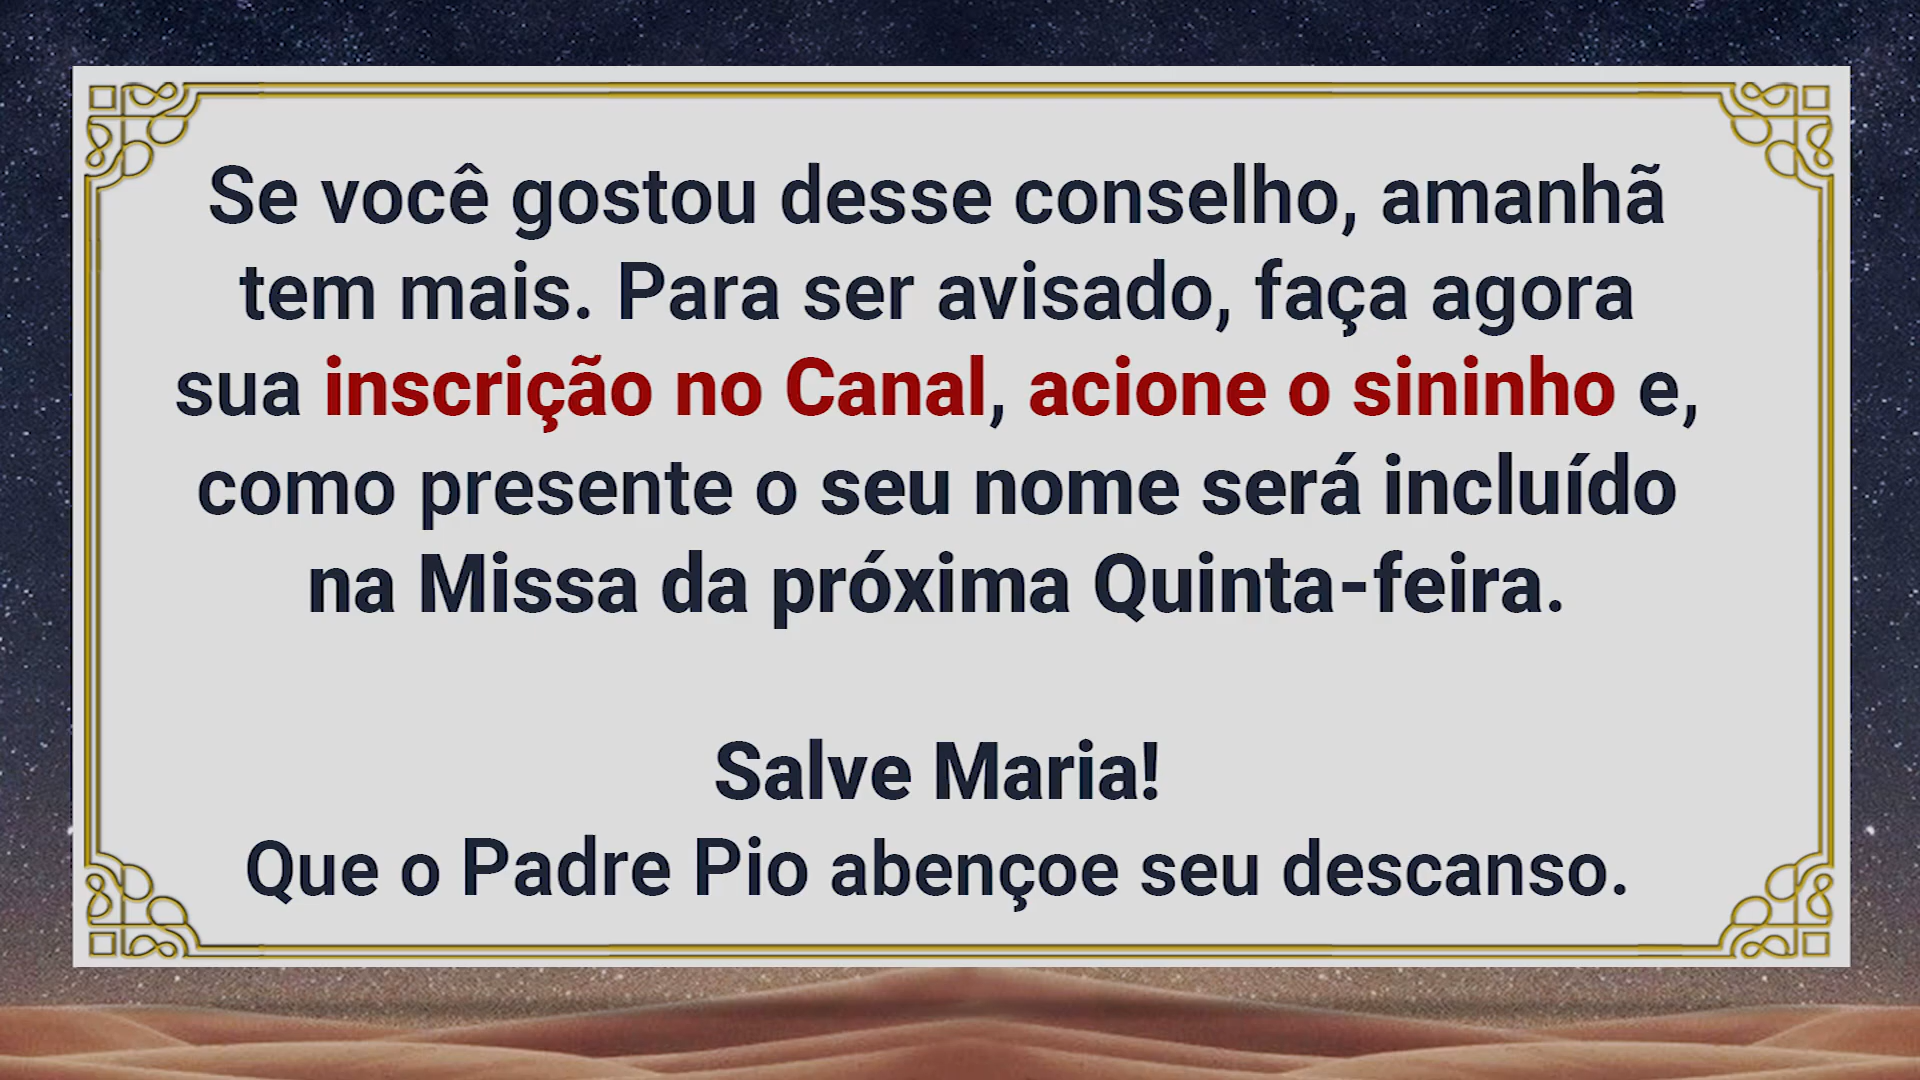 Se você gostou desse conselho, amanhã
tem mais. Para ser avisado, faça agora
sua inscrição no Canal, acione o sininho e,
como presente o seu nome será incluído
na Missa da próxima Quinta-feira.
Salve Maria!
Que o Padre Pio abençoe seu descanso.